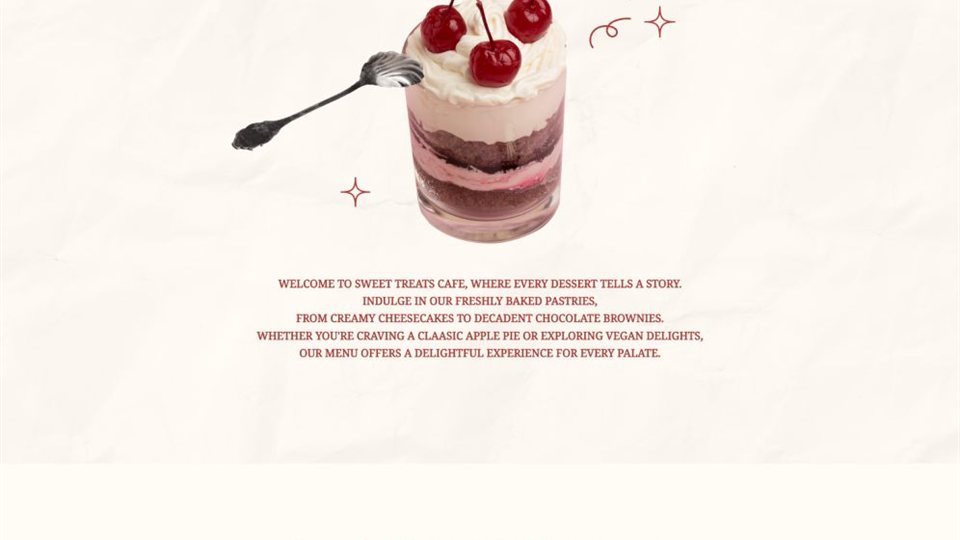 WELCOME TO SWEET TREATS CAFE, WHERE EVERY DESSERT TELLS A STORY.
INDULGE IN OUR FRESHLY BAKED PASTRIES,
FROM CREAMY CHEESECAKES TO DECADENT CHOCOLATE BROWNIES.
WHETHER YOU'RE CRAVING A CLAASIC APPLE PIE OR EXPLORING VEGAN DELIGHTS,
OUR MENU OFFERS A DELIGHTFUL EXPERIENCE FOR EVERY PALATE.